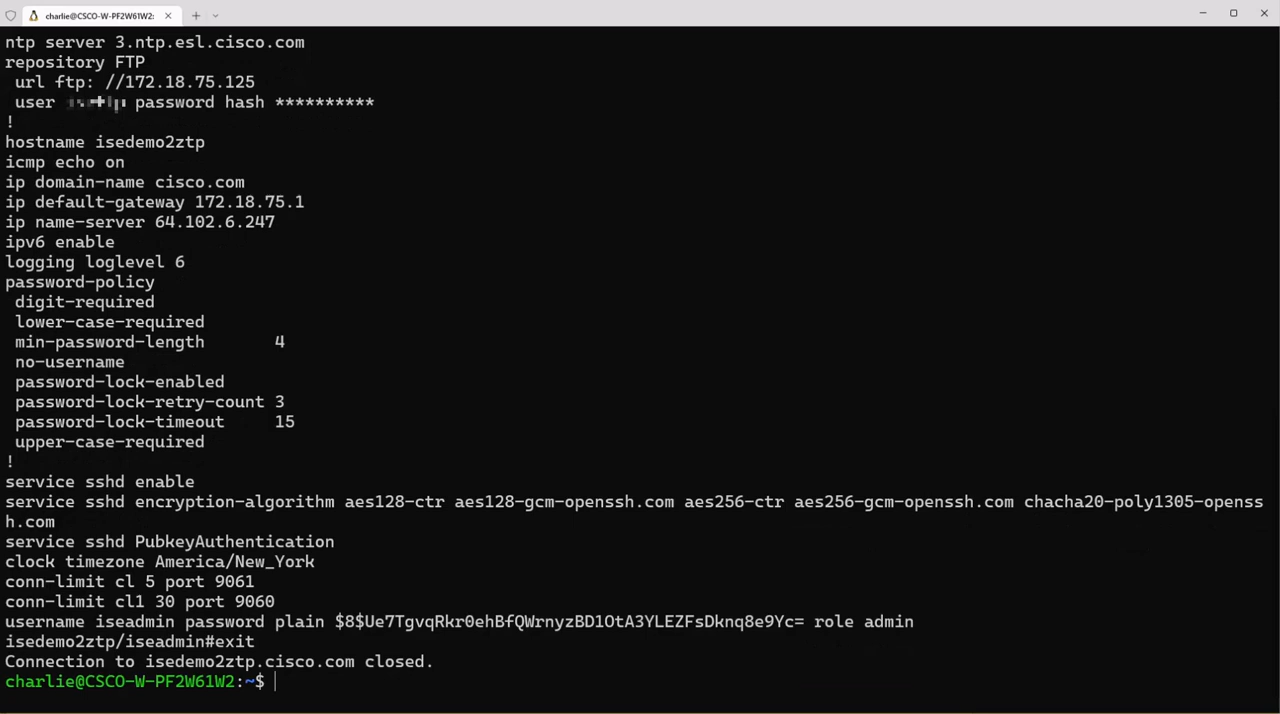 charlie@CSCO-W-PF2W61W2:
ntp server 3.ntp.esl.cisco.com
repository FTP
url ftp: //172.18.75.125
user password hash **********
!
hostname isedemo2ztp
icmp echo on
ip domain-name cisco.com
ip default-gateway 172.18.75.1
ip name-server 64.102.6.247
ipv6 enable
logging loglevel 6
password-policy
digit-required
lower-case-required
min-password-length 4
no-username
password-lock-enabled
password-lock-retry-count 3
password-lock-timeout 15
upper-case-required
!
service sshd enable
service sshd encryption-algorithm aes128-ctr aes128-gcm-openssh.com aes256-ctr aes256-gcm-openssh.com chacha20-poly1305-openss
h.com
service sshd PubkeyAuthentication
clock timezone America/New_York
conn-limit cl 5 port 9061
conn-limit cl1 30 port 9060
username iseadmin password plain $8$Ue7TgvqRkr0ehBfQWrnyzBD1OtA3YLEZFsDknq8e9Yc= role admin
isedemo2ztp/iseadmin#exit
Connection to isedemo2ztp.cisco.com closed.
charlie@CSCO-W-PF2W61W2:~$